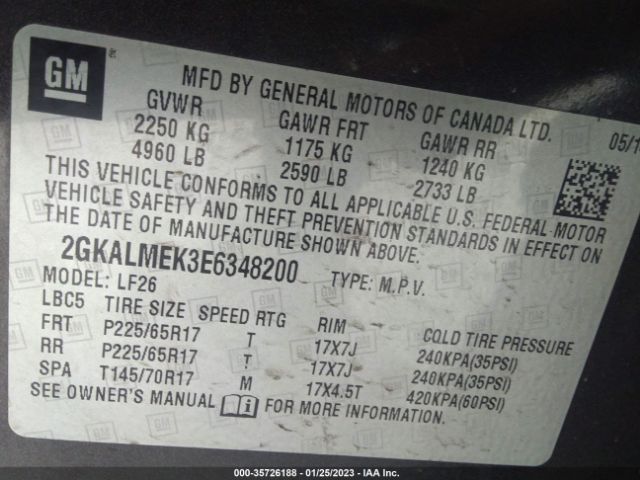 GM
MFD BY GENERAL MOTORS OF CANADA LTD.
GVWR GAWR FRT GAWR RR 05/1
2250 KG 1175 KG 1240 KG
4960 LB 2590 LB 2733 LB
THIS VEHICLE CONFORMS TO ALL APPLICABLE U.S. FEDERAL MOTOR
VEHICLE SAFETY AND THEFT PREVENTION STANDARDS IN EFFECT ON
THE DATE OF MANUFACTURE SHOWN ABOVE.
2GKALMEK3E6348200 TYPE: M.P.V.
MODEL: LF26
LBC5 TIRE SIZE SPEED RTG RIM COLD TIRE PRESSURE
FRT P225/65R17 T 17X7J 240KPA(35PSI)
RR P225/65R17 T 17X7J 240KPA(35PSI)
SPA T145/70R17 M 17X4.5T 420KPA(60PSI)
SEE OWNER'S MANUAL FOR MORE INFORMATION.
000-35726188 - 01/25/2023 - IAA Inc.